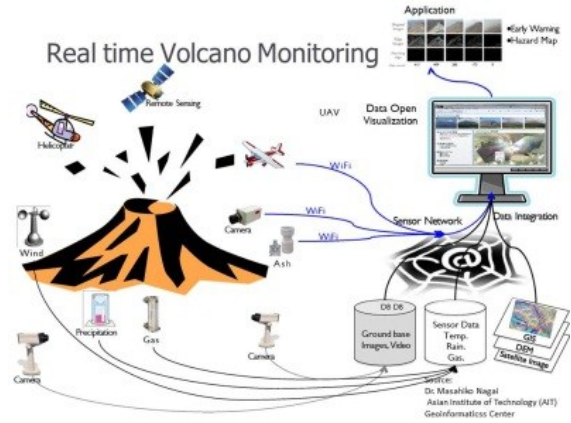 Application
Early Warning
Hazard Map
Real time Volcano Monitoring
Remote Sensing
UAV
Data Open
Visualization
Helicopter
WiFi
WiFi
Sensor Network
Data Integration
Camera
WiFi
Wind
Ash
DB DB
Precipitation
Gas
Ground base
Images, Video
Sensor Data
Temp.
Rain.
Gas.
GIS
DEM
Satellite Image
Camera
Camera
Source:
Dr. Masahiko Nagai
Asian Institute of Technology (AIT)
Geoinformaticss Center